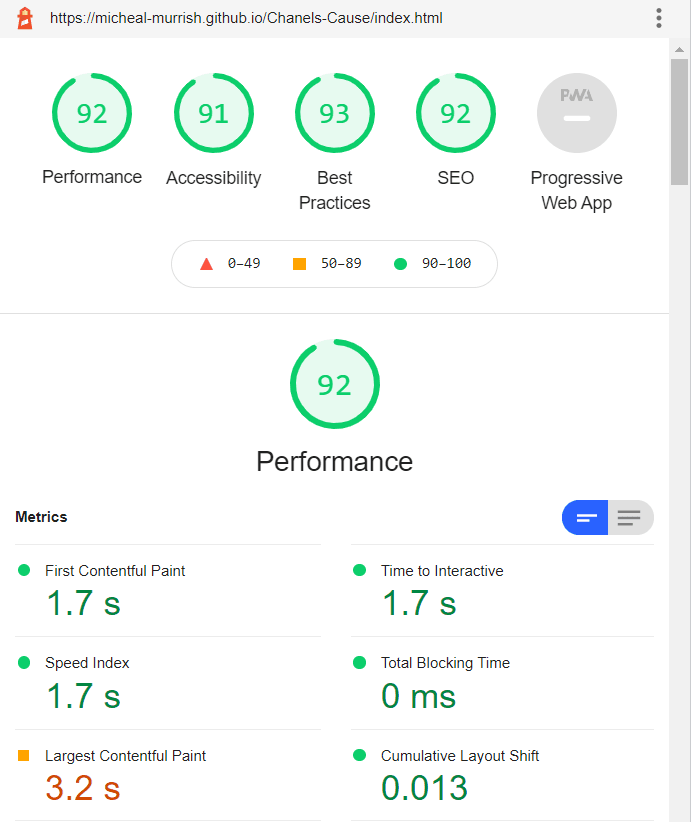 https://micheal-murrish.github.io/Chanels-Cause/index.html
92 91 93 92 PWA
Performance Accessibility Best Practices SEO Progressive Web App
0–49 50–89 90–100
92
Performance
Metrics
First Contentful Paint
1.7 s
Time to Interactive
1.7 s
Speed Index
1.7 s
Total Blocking Time
0 ms
Largest Contentful Paint
3.2 s
Cumulative Layout Shift
0.013